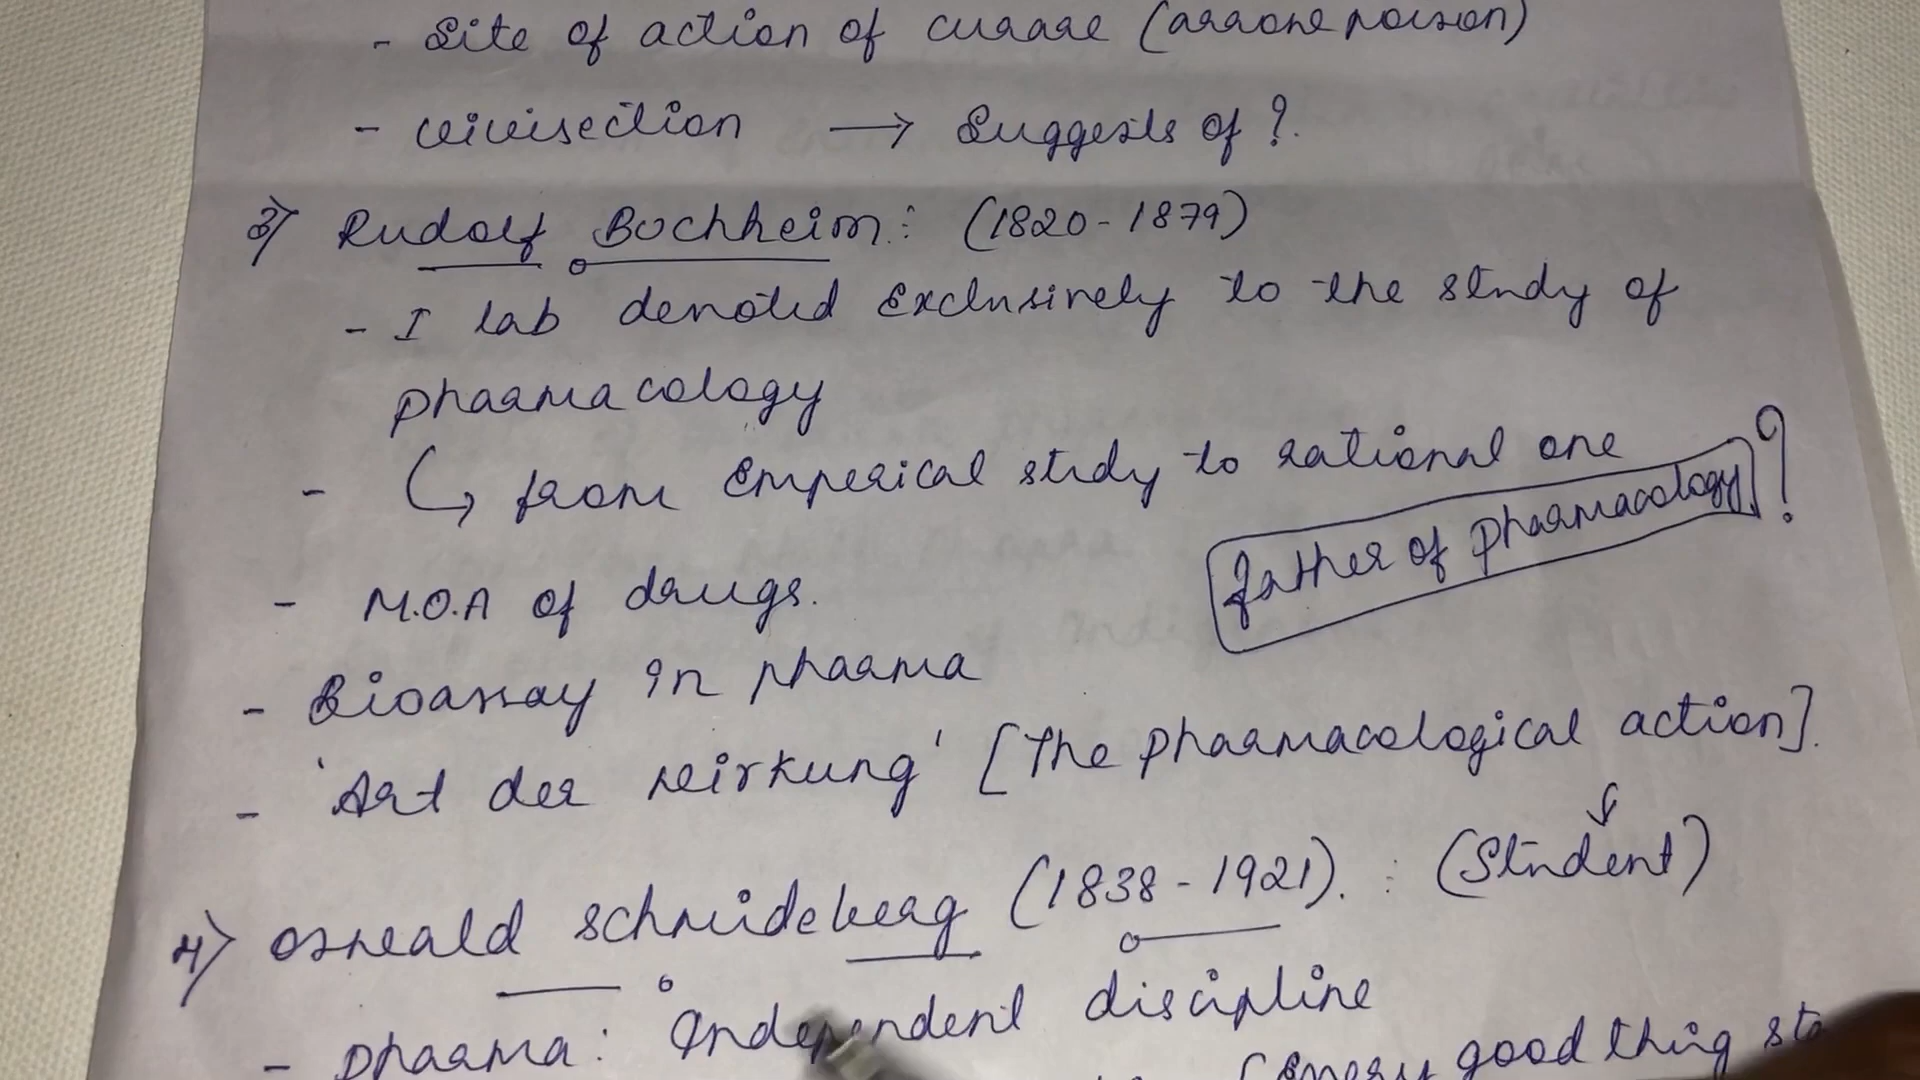 - Site of action of curare (arrow poison)
- vivisection → Suggests of ?.
3) Rudolf Buchheim : (1820 - 1879)
- I lab devoted Exclusively to the study of
pharmacology
- ↳ from Emperical study to rational one
father of pharmacology ?
- M.O.A of drugs.
- Bioassay in pharma
- 'Art der wirkung' [The pharmacological action].
4) Oswald schmideberg (1838 - 1921). : (Student)
- pharma : Independent discipline
good thing